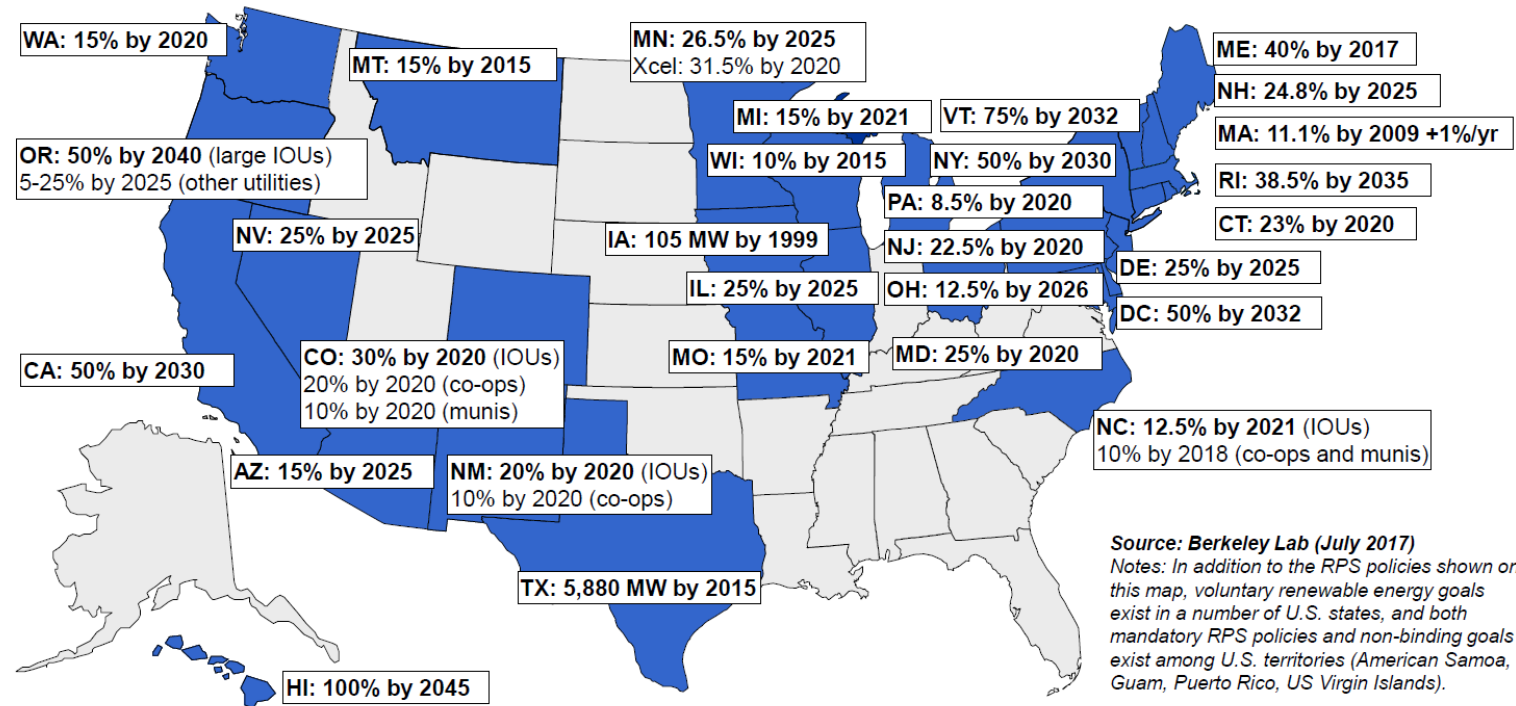 WA: 15% by 2020
MT: 15% by 2015
MN: 26.5% by 2025
Xcel: 31.5% by 2020
ME: 40% by 2017
NH: 24.8% by 2025
MI: 15% by 2021
VT: 75% by 2032
MA: 11.1% by 2009 +1%/yr
OR: 50% by 2040 (large IOUs)
5-25% by 2025 (other utilities)
WI: 10% by 2015
NY: 50% by 2030
RI: 38.5% by 2035
PA: 8.5% by 2020
CT: 23% by 2020
NV: 25% by 2025
IA: 105 MW by 1999
NJ: 22.5% by 2020
DE: 25% by 2025
IL: 25% by 2025
OH: 12.5% by 2026
DC: 50% by 2032
CA: 50% by 2030
CO: 30% by 2020 (IOUs)
20% by 2020 (co-ops)
10% by 2020 (munis)
MO: 15% by 2021
MD: 25% by 2020
NC: 12.5% by 2021 (IOUs)
10% by 2018 (co-ops and munis)
AZ: 15% by 2025
NM: 20% by 2020 (IOUs)
10% by 2020 (co-ops)
TX: 5,880 MW by 2015
HI: 100% by 2045
Source: Berkeley Lab (July 2017)
Notes: In addition to the RPS policies shown on
this map, voluntary renewable energy goals
exist in a number of U.S. states, and both
mandatory RPS policies and non-binding goals
exist among U.S. territories (American Samoa,
Guam, Puerto Rico, US Virgin Islands).